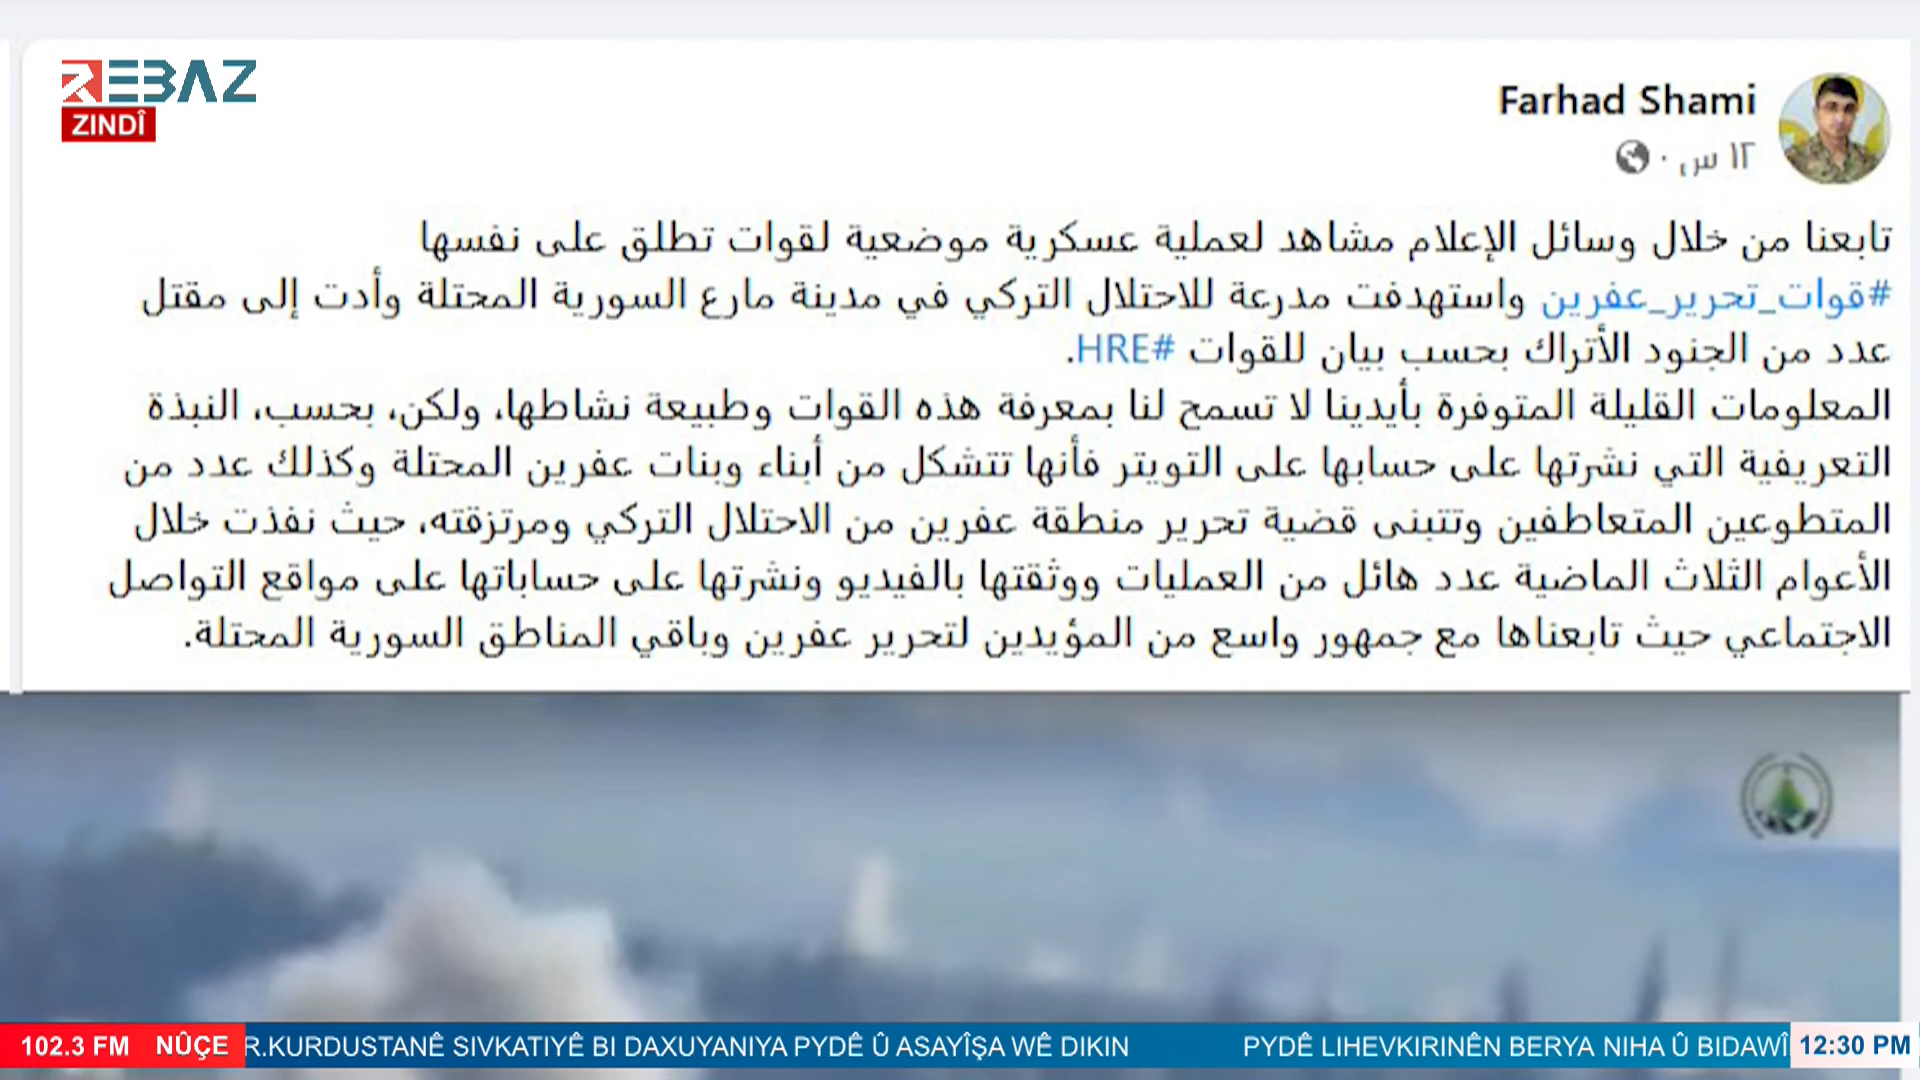 REBAZ
ZINDÎ
Farhad Shami
١٢ س ·
تابعنا من خلال وسائل الإعلام مشاهد لعملية عسكرية موضعية لقوات تطلق على نفسها
#قوات_تحرير_عفرين واستهدفت مدرعة للاحتلال التركي في مدينة مارع السورية المحتلة وأدت إلى مقتل
عدد من الجنود الأتراك بحسب بيان للقوات #HRE.
المعلومات القليلة المتوفرة بأيدينا لا تسمح لنا بمعرفة هذه القوات وطبيعة نشاطها، ولكن، بحسب، النبذة
التعريفية التي نشرتها على حسابها على التويتر فأنها تتشكل من أبناء وبنات عفرين المحتلة وكذلك عدد من
المتطوعين المتعاطفين وتتبنى قضية تحرير منطقة عفرين من الاحتلال التركي ومرتزقته، حيث نفذت خلال
الأعوام الثلاث الماضية عدد هائل من العمليات ووثقتها بالفيديو ونشرتها على حساباتها على مواقع التواصل
الاجتماعي حيث تابعناها مع جمهور واسع من المؤيدين لتحرير عفرين وباقي المناطق السورية المحتلة.
102.3 FM NÛÇE R.KURDUSTANÊ SIVKATIYÊ BI DAXUYANIYA PYDÊ Û ASAYÎŞA WÊ DIKIN PYDÊ LIHEVKIRINÊN BERYA NIHA Û BIDAWÎ 12:30 PM